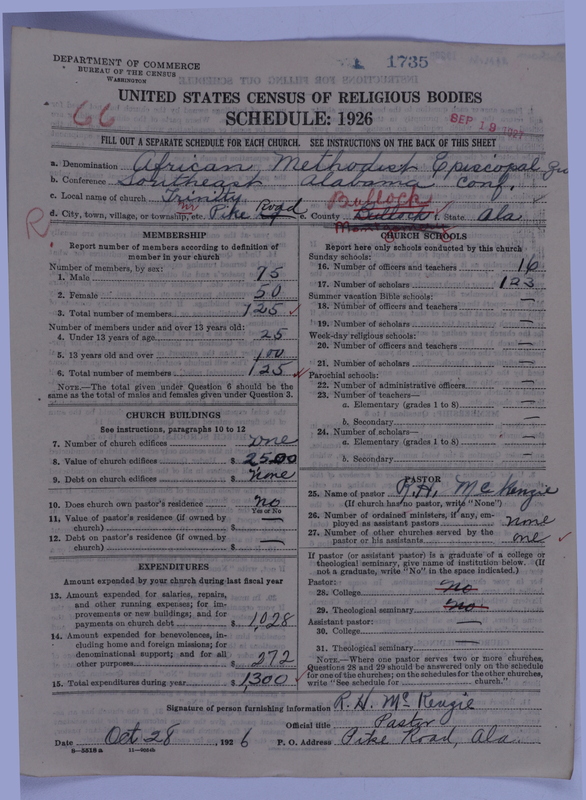 DEPARTMENT OF COMMERCE
BUREAU OF THE CENSUS
WASHINGTON
1735
UNITED STATES CENSUS OF RELIGIOUS BODIES
66
SCHEDULE: 1926
SEP 19 1927
FILL OUT A SEPARATE SCHEDULE FOR EACH CHURCH. SEE INSTRUCTIONS ON THE BACK OF THIS SHEET
a. Denomination African Methodist Episcopal
b. Conference Southeast Alabama Conf.
c. Local name of church Trinity Bullock
d. City, town, village, or township, etc. Pike Road e. County Bullock f. State Ala
R
Montgomery
MEMBERSHIP
Report number of members according to definition of
member in your church
Number of members, by sex:
1. Male 75
2. Female 50
3. Total number of members 125
Number of members under and over 13 years old:
4. Under 13 years of age 25
5. 13 years old and over 100
6. Total number of members 125
NOTE.—The total given under Question 6 should be the
same as the total of males and females given under Question 3.
CHURCH BUILDINGS
See instructions, paragraphs 10 to 12
7. Number of church edifices one
8. Value of church edifices $ 2500
9. Debt on church edifices $ none
10. Does church own pastor's residence? No
Yes or No
11. Value of pastor's residence (if owned by
church) $ —
12. Debt on pastor's residence (if owned by
church) $ —
EXPENDITURES
Amount expended by your church during last fiscal year
13. Amount expended for salaries, repairs,
and other running expenses; for im-
provements or new buildings; and for
payments on church debt $ 1,028
14. Amount expended for benevolences, in-
cluding home and foreign missions; for
denominational support; and for all
other purposes $ 272
15. Total expenditures during year $ 1300
CHURCH SCHOOLS
Report here only schools conducted by this church
Sunday schools:
16. Number of officers and teachers 16
17. Number of scholars 123
Summer vacation Bible schools:
18. Number of officers and teachers —
19. Number of scholars —
Week-day religious schools:
20. Number of officers and teachers —
21. Number of scholars —
Parochial schools:
22. Number of administrative officers —
23. Number of teachers—
a. Elementary (grades 1 to 8) —
b. Secondary —
24. Number of scholars—
a. Elementary (grades 1 to 8) —
b. Secondary —
PASTOR
25. Name of pastor R. H. McKenzie
(If church has no pastor, write "None")
26. Number of ordained ministers, if any, em-
ployed as assistant pastors none
27. Number of other churches served by the
pastor or his assistants one
If pastor (or assistant pastor) is a graduate of a college or
theological seminary, give name of institution below. (If
not a graduate, write "No" in the space indicated.)
Pastor:
28. College No
29. Theological seminary No
Assistant pastor:
30. College —
31. Theological seminary —
NOTE.—Where one pastor serves two or more churches,
Questions 28 and 29 should be answered only on the schedule
for one of the churches; on the schedules for the other churches,
write "See schedule for church."
Signature of person furnishing information R. H. McKenzie
Official title Pastor
Date Oct 28, 1926 P. O. Address Pike Road, Ala.
8—5318 a